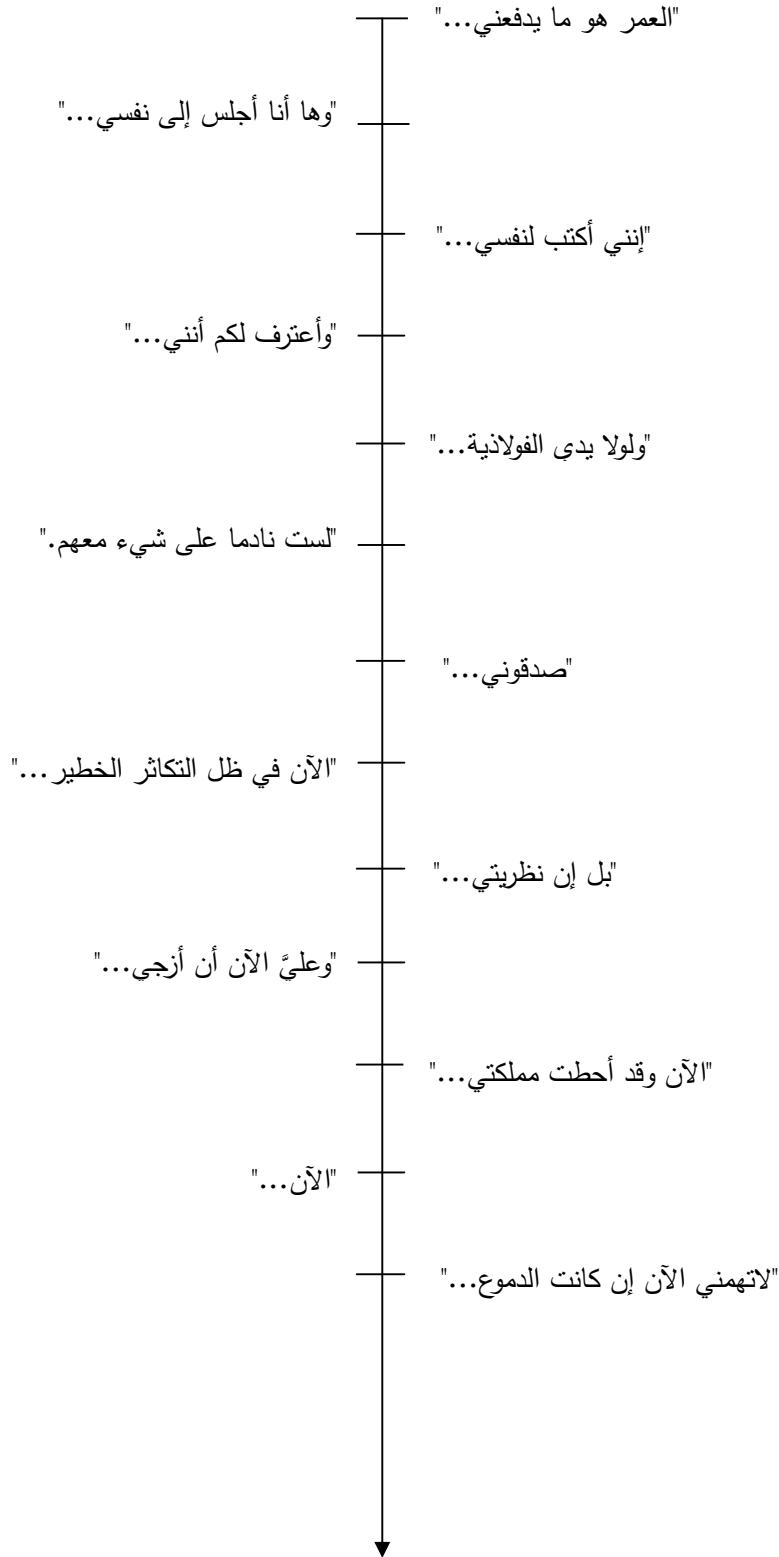 "العمر هو ما يدفعني..."
"وها أنا أجلس إلى نفسي..."
"إنني أكتب لنفسي..."
"وأعترف لكم أنني..."
"ولولا يدي الفولاذية..."
"لست نادما على شيء معهم."
"صدقوني..."
"الآن في ظل التكاثر الخطير..."
"بل إن نظريتي..."
"وعليَّ الآن أن أزجي..."
"الآن وقد أحطت مملكتي..."
"الآن..."
"لاتهمني الآن إن كانت الدموع..."